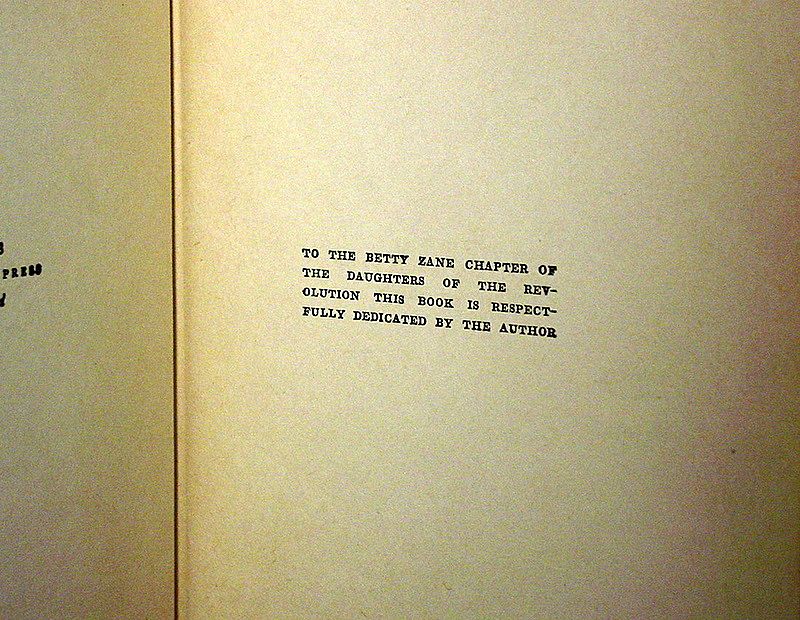 PRESS
TO THE BETTY ZANE CHAPTER OF
THE DAUGHTERS OF THE REV-
OLUTION THIS BOOK IS RESPECT-
FULLY DEDICATED BY THE AUTHOR